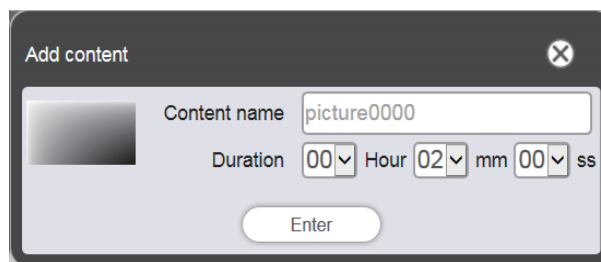 Add content
Content name picture0000
Duration 00 Hour 02 mm 00 ss
Enter